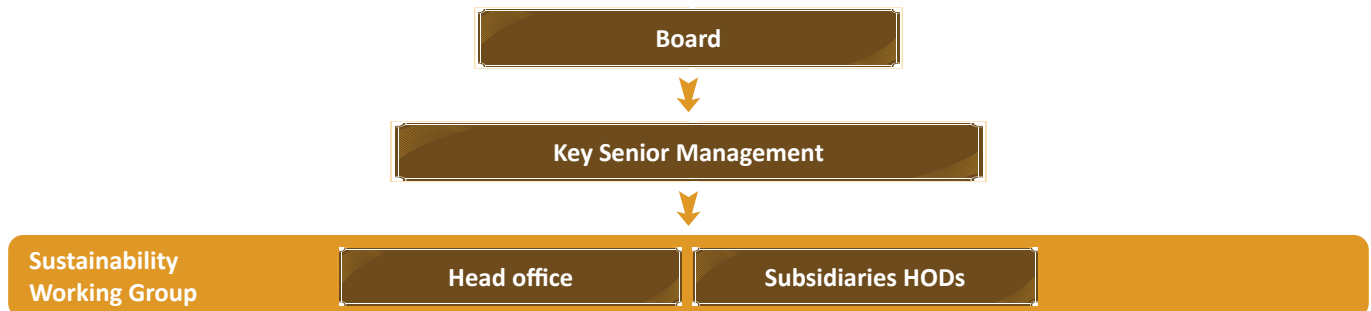 Board
Key Senior Management
Sustainability
Working Group
Head office
Subsidiaries HODs